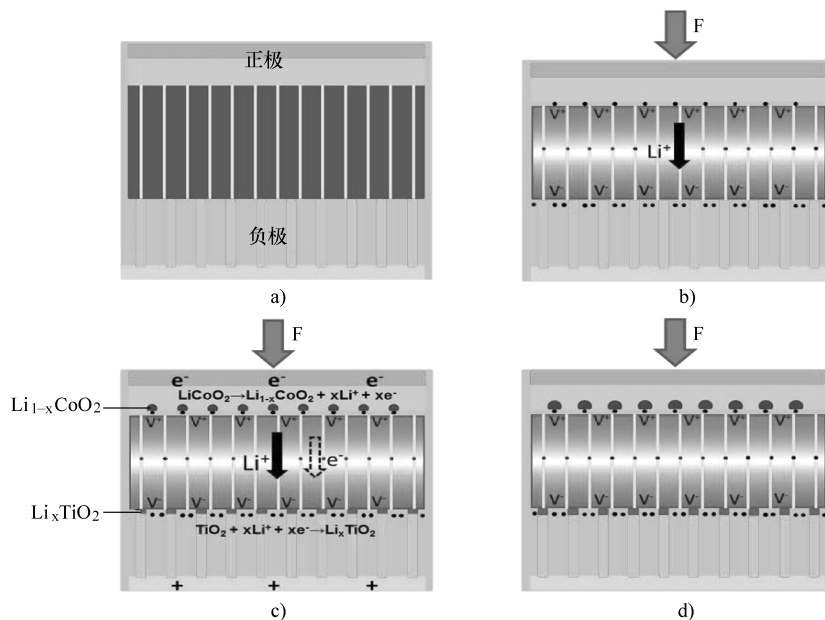 正极
负极
a)
F
V+ V+ V+ V+ V+
Li+
V- V- V- V- V-
b)
F
e- e- e-
LiCoO2→Li1-xCoO2 + xLi+ + xe-
Li1-xCoO2
V+ V+ V+ V+ V+
Li+ e-
V- V- V- V- V-
LixTiO2
TiO2 + xLi+ + xe-→LixTiO2
+ + +
c)
F
V+ V+ V+ V+ V+
V- V- V- V- V-
d)